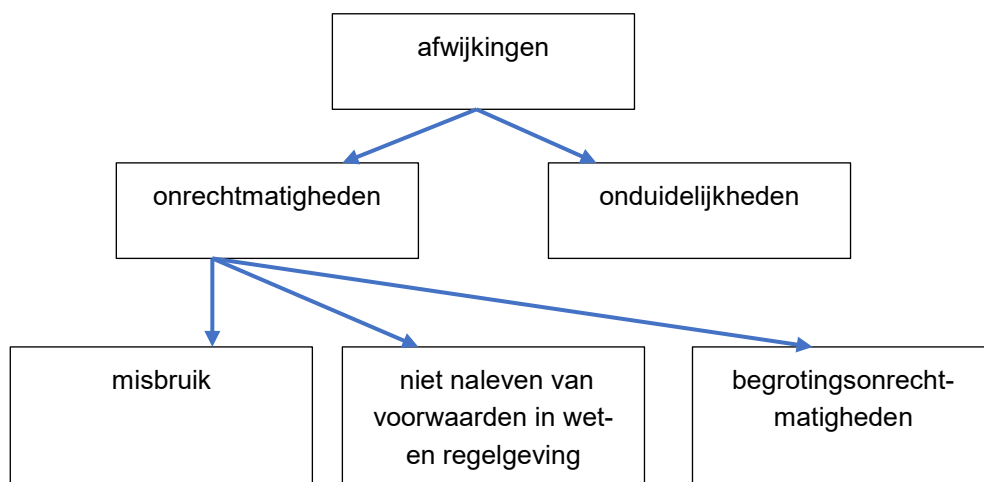 afwijkingen
onrechtmatigheden
onduidelijkheden
misbruik
niet naleven van
voorwaarden in wet-
en regelgeving
begrotingsonrecht-
matigheden